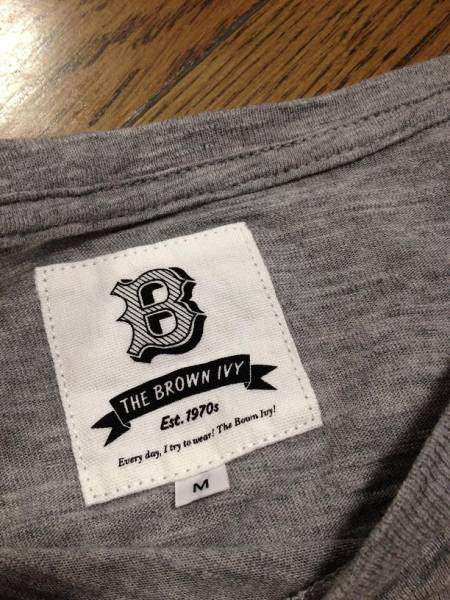 B
THE BROWN IVY
Est. 1970s
Every day, I try to wear! The Bown Ivy!
M